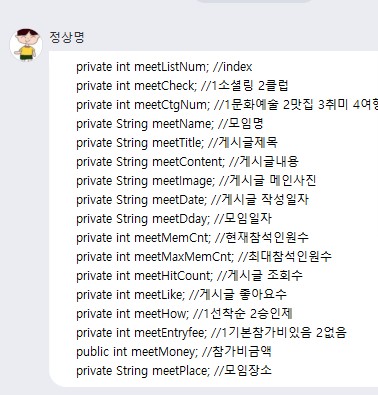 정상명
private int meetListNum; //index
private int meetCheck; //1소셜링 2클럽
private int meetCtgNum; //1문화예술 2맛집 3취미 4여행
private String meetName; //모임명
private String meetTitle; //게시글제목
private String meetContent; //게시글내용
private String meetImage; //게시글 메인사진
private String meetDate; //게시글 작성일자
private String meetDday; //모임일자
private int meetMemCnt; //현재참석인원수
private int meetMaxMemCnt; //최대참석인원수
private int meetHitCount; //게시글 조회수
private int meetLike; //게시글 좋아요수
private int meetHow; //1선착순 2승인제
private int meetEntryfee; //1기본참가비있음 2없음
public int meetMoney; //참가비금액
private String meetPlace; //모임장소